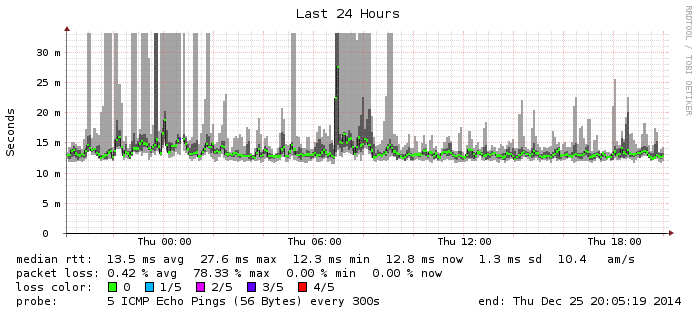 Last 24 Hours
RRDTOOL / TOBI OETIKER
Seconds
30 m
25 m
20 m
15 m
10 m
5 m
0
Thu 00:00 Thu 06:00 Thu 12:00 Thu 18:00
median rtt: 13.5 ms avg 27.6 ms max 12.3 ms min 12.8 ms now 1.3 ms sd 10.4 am/s
packet loss: 0.42 % avg 78.33 % max 0.00 % min 0.00 % now
loss color: 0 1/5 2/5 3/5 4/5
probe: 5 ICMP Echo Pings (56 Bytes) every 300s end: Thu Dec 25 20:05:19 2014